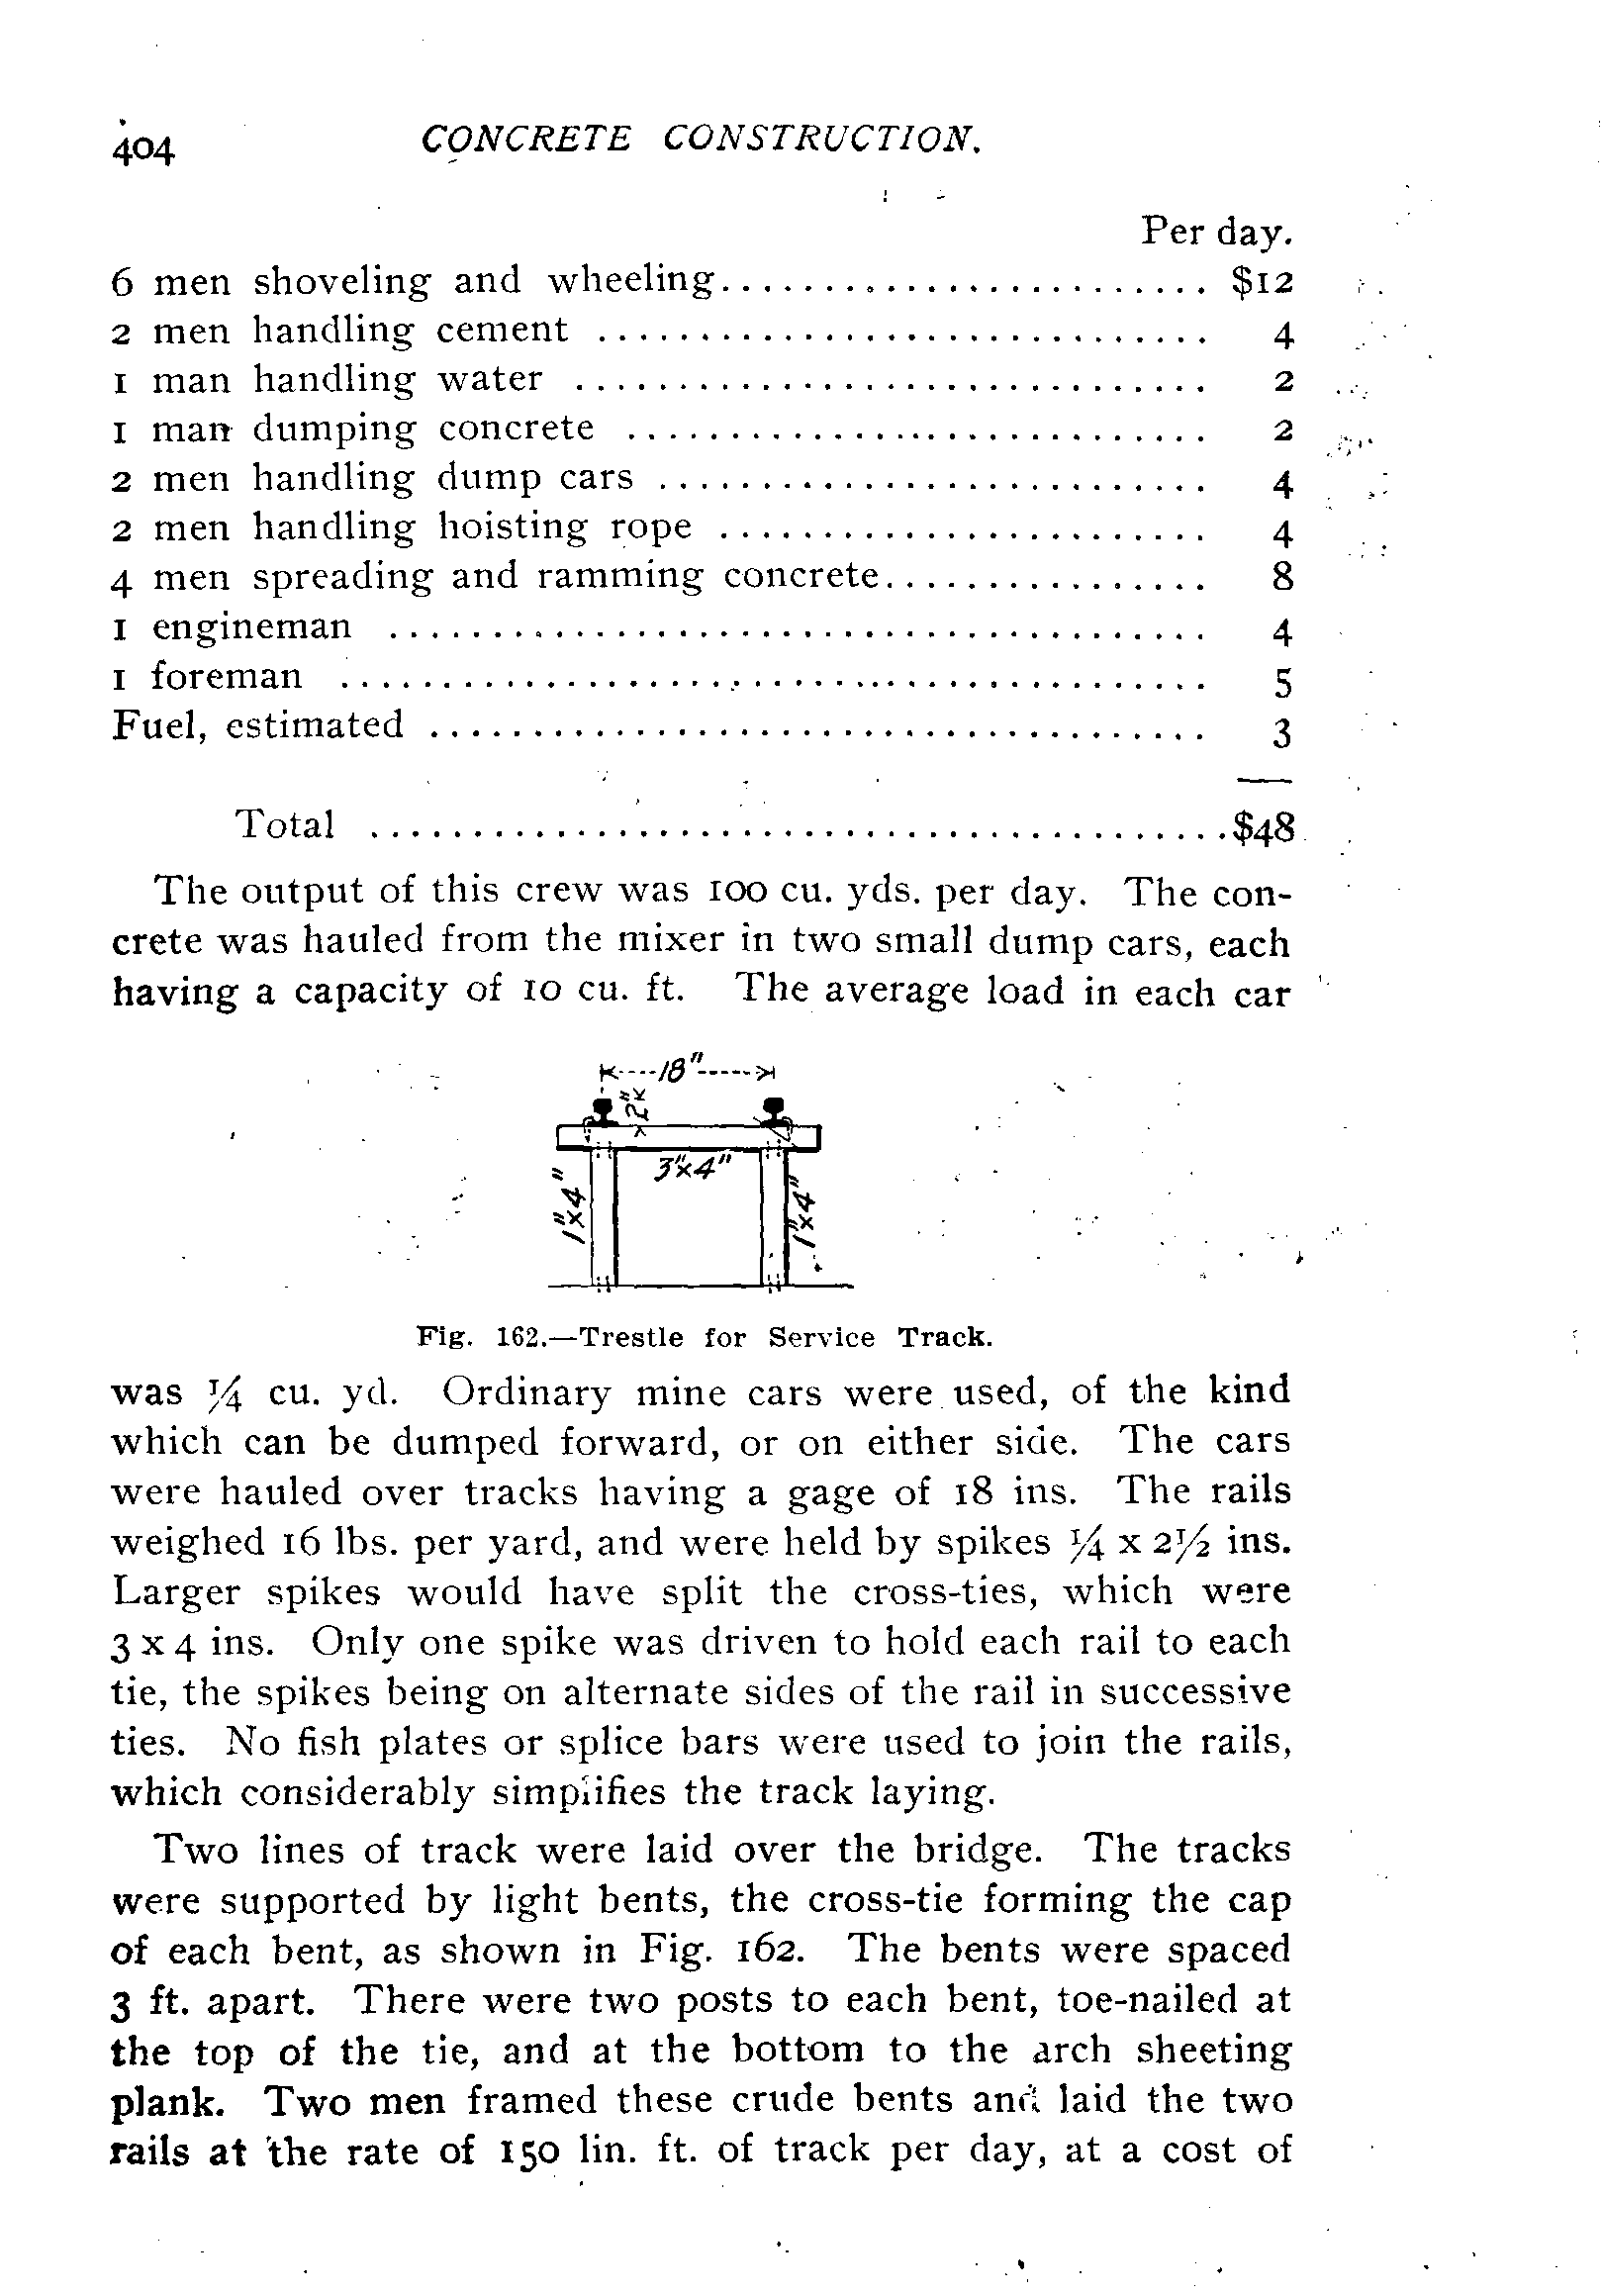 404 CONCRETE CONSTRUCTION.
Per day.
6 men shoveling and wheeling........................ $12
2 men handling cement .............................. 4
1 man handling water ............................... 2
1 man dumping concrete ............................. 2
2 men handling dump cars ........................... 4
2 men handling hoisting rope ........................ 4
4 men spreading and ramming concrete................ 8
1 engineman ........................................ 4
1 foreman .......................................... 5
Fuel, estimated ...................................... 3
Total ..........................................$48
The output of this crew was 100 cu. yds. per day. The con-
crete was hauled from the mixer in two small dump cars, each
having a capacity of 10 cu. ft. The average load in each car
18"
2"
3"x4"
1"x4"
1"x4"
Fig. 162.—Trestle for Service Track.
was ¼ cu. yd. Ordinary mine cars were used, of the kind
which can be dumped forward, or on either side. The cars
were hauled over tracks having a gage of 18 ins. The rails
weighed 16 lbs. per yard, and were held by spikes ¼ x 2½ ins.
Larger spikes would have split the cross-ties, which were
3 x 4 ins. Only one spike was driven to hold each rail to each
tie, the spikes being on alternate sides of the rail in successive
ties. No fish plates or splice bars were used to join the rails,
which considerably simplifies the track laying.
Two lines of track were laid over the bridge. The tracks
were supported by light bents, the cross-tie forming the cap
of each bent, as shown in Fig. 162. The bents were spaced
3 ft. apart. There were two posts to each bent, toe-nailed at
the top of the tie, and at the bottom to the arch sheeting
plank. Two men framed these crude bents and laid the two
rails at the rate of 150 lin. ft. of track per day, at a cost of